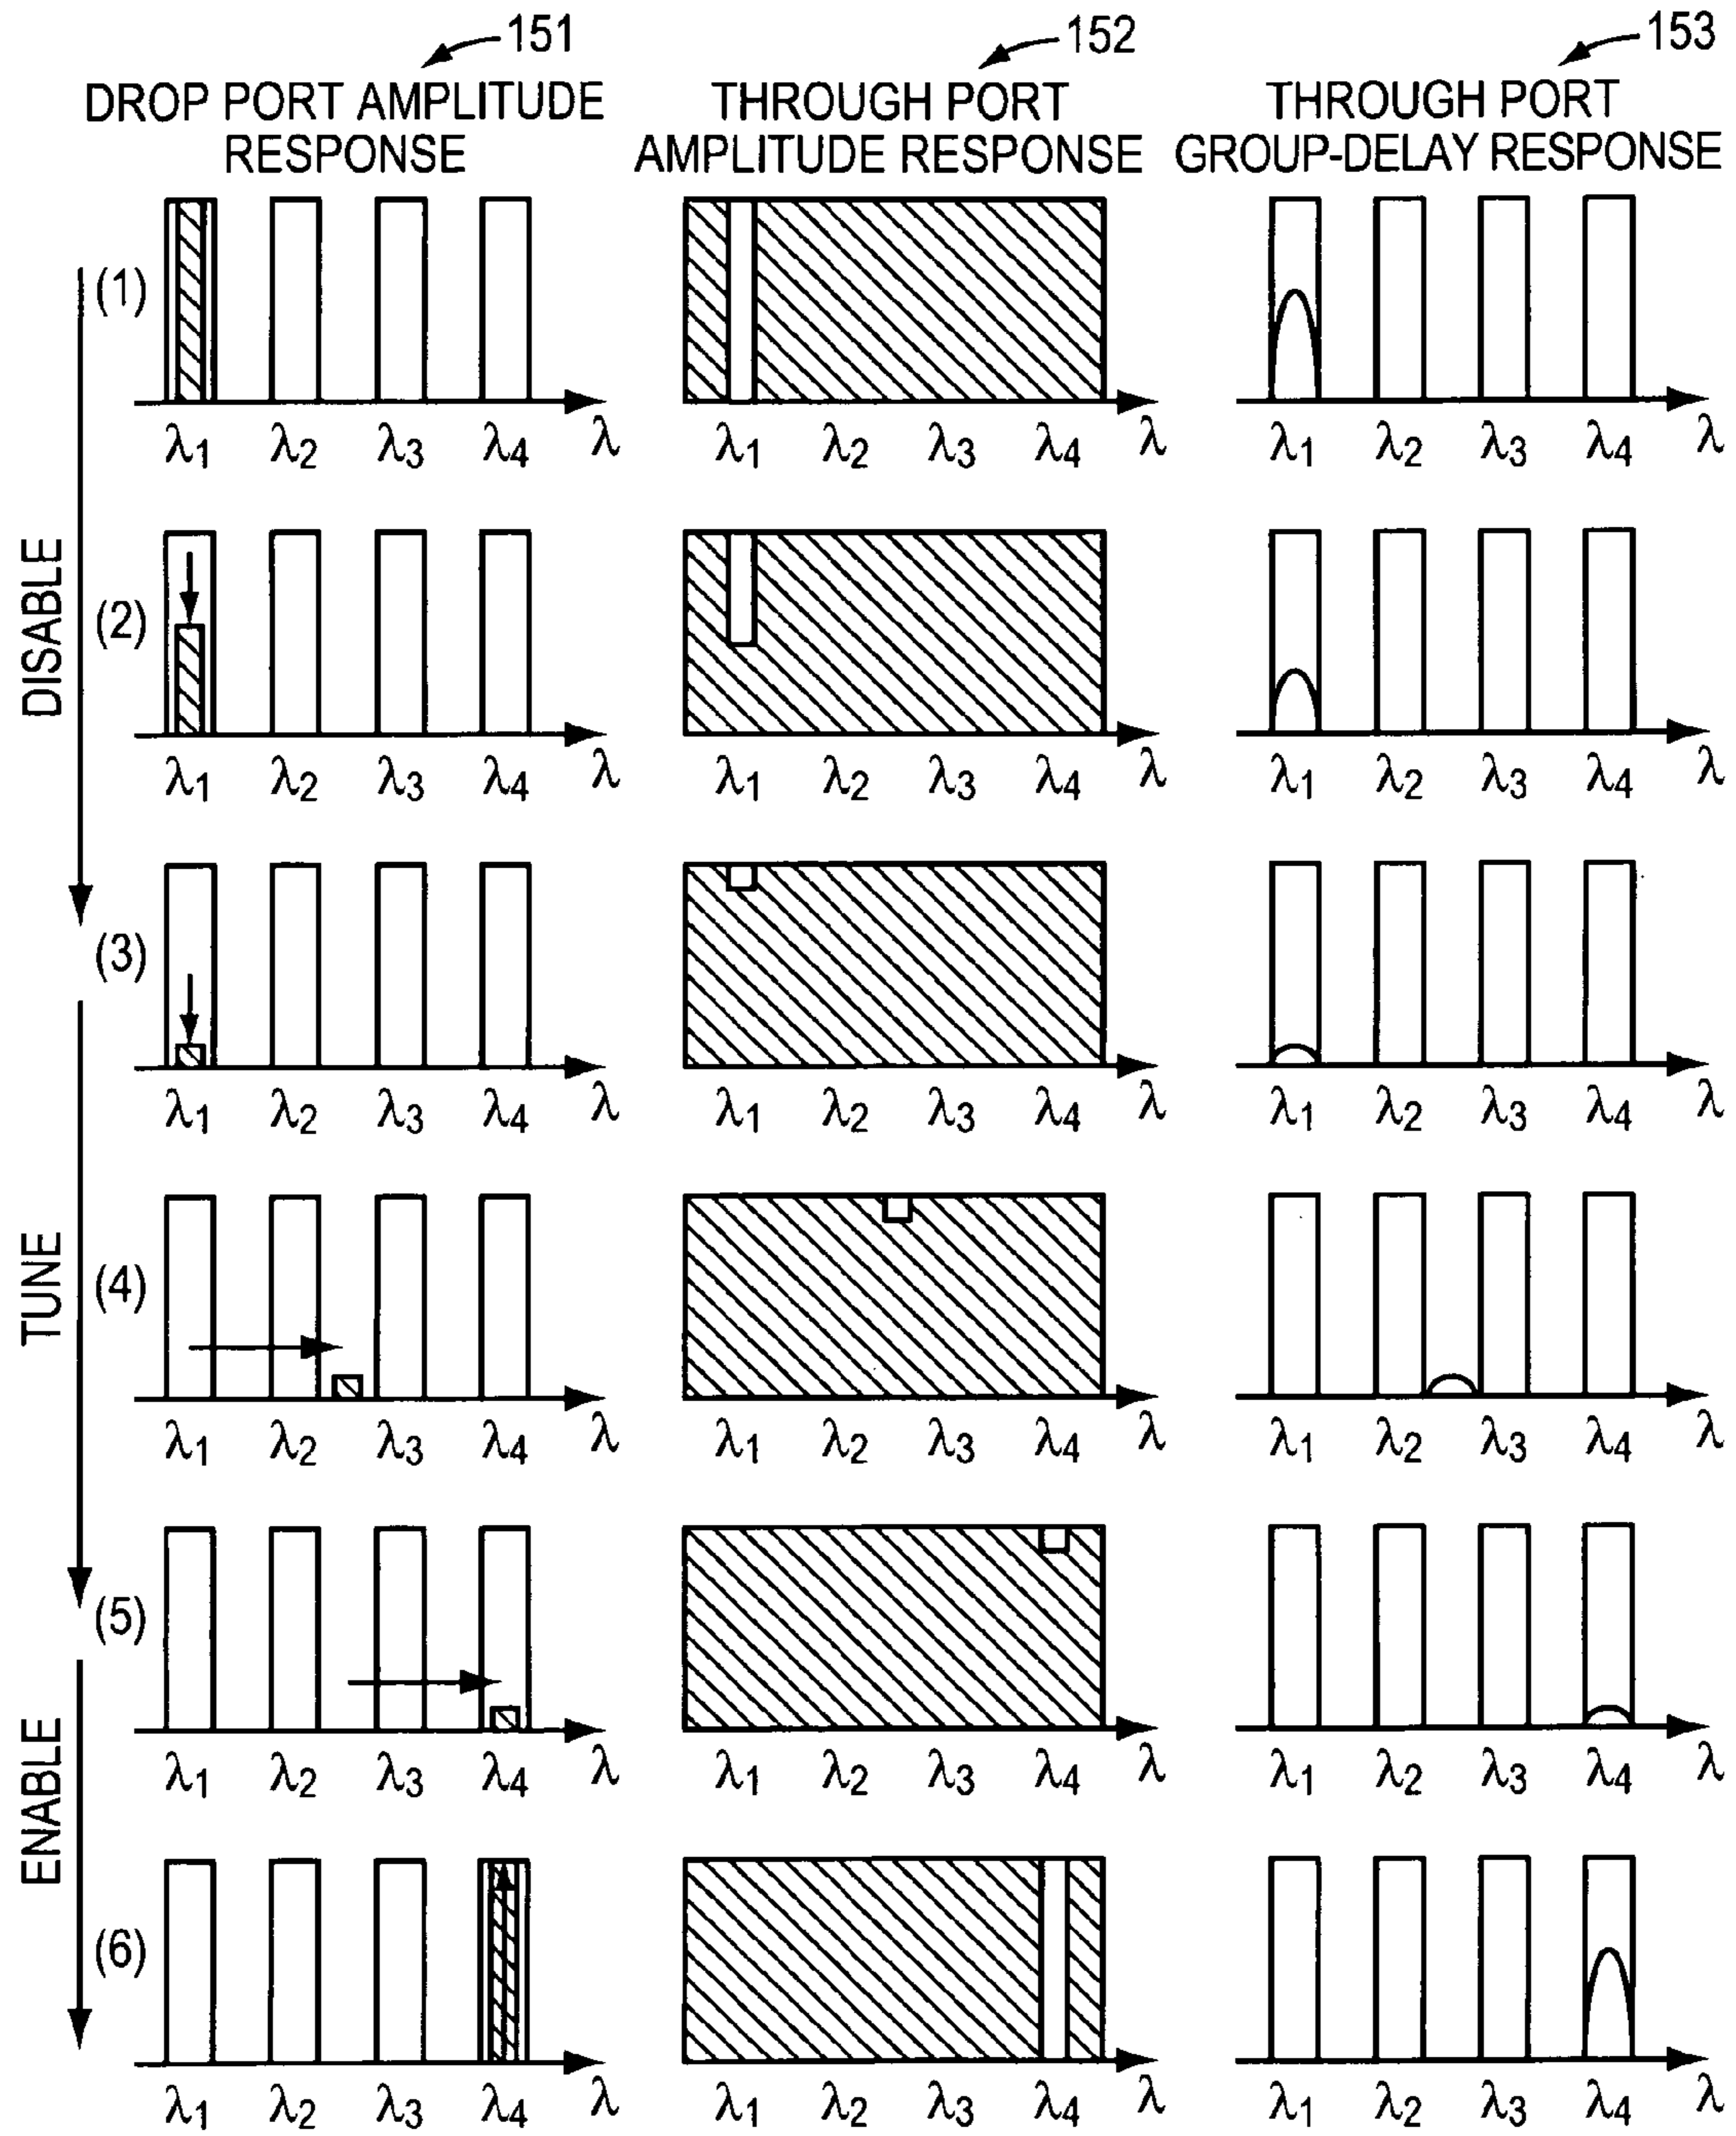 151
152
153
DROP PORT AMPLITUDE
RESPONSE
THROUGH PORT
AMPLITUDE RESPONSE
THROUGH PORT
GROUP-DELAY RESPONSE
DISABLE
TUNE
ENABLE
(1)
λ1 λ2 λ3 λ4 λ
λ1 λ2 λ3 λ4 λ
λ1 λ2 λ3 λ4 λ
(2)
λ1 λ2 λ3 λ4 λ
λ1 λ2 λ3 λ4 λ
λ1 λ2 λ3 λ4 λ
(3)
λ1 λ2 λ3 λ4 λ
λ1 λ2 λ3 λ4 λ
λ1 λ2 λ3 λ4 λ
(4)
λ1 λ2 λ3 λ4 λ
λ1 λ2 λ3 λ4 λ
λ1 λ2 λ3 λ4 λ
(5)
λ1 λ2 λ3 λ4 λ
λ1 λ2 λ3 λ4 λ
λ1 λ2 λ3 λ4 λ
(6)
λ1 λ2 λ3 λ4 λ
λ1 λ2 λ3 λ4 λ
λ1 λ2 λ3 λ4 λ